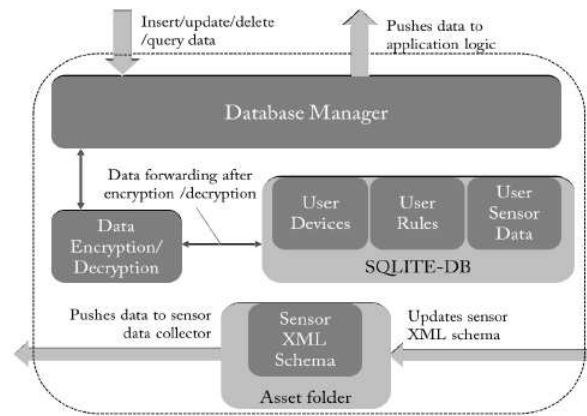 Insert/update/delete
/query data
Pushes data to
application logic
Database Manager
Data forwarding after
encryption /decryption
Data
Encryption/
Decryption
User
Devices
User
Rules
User
Sensor
Data
SQLITE-DB
Pushes data to sensor
data collector
Sensor
XML
Schema
Asset folder
Updates sensor
XML schema